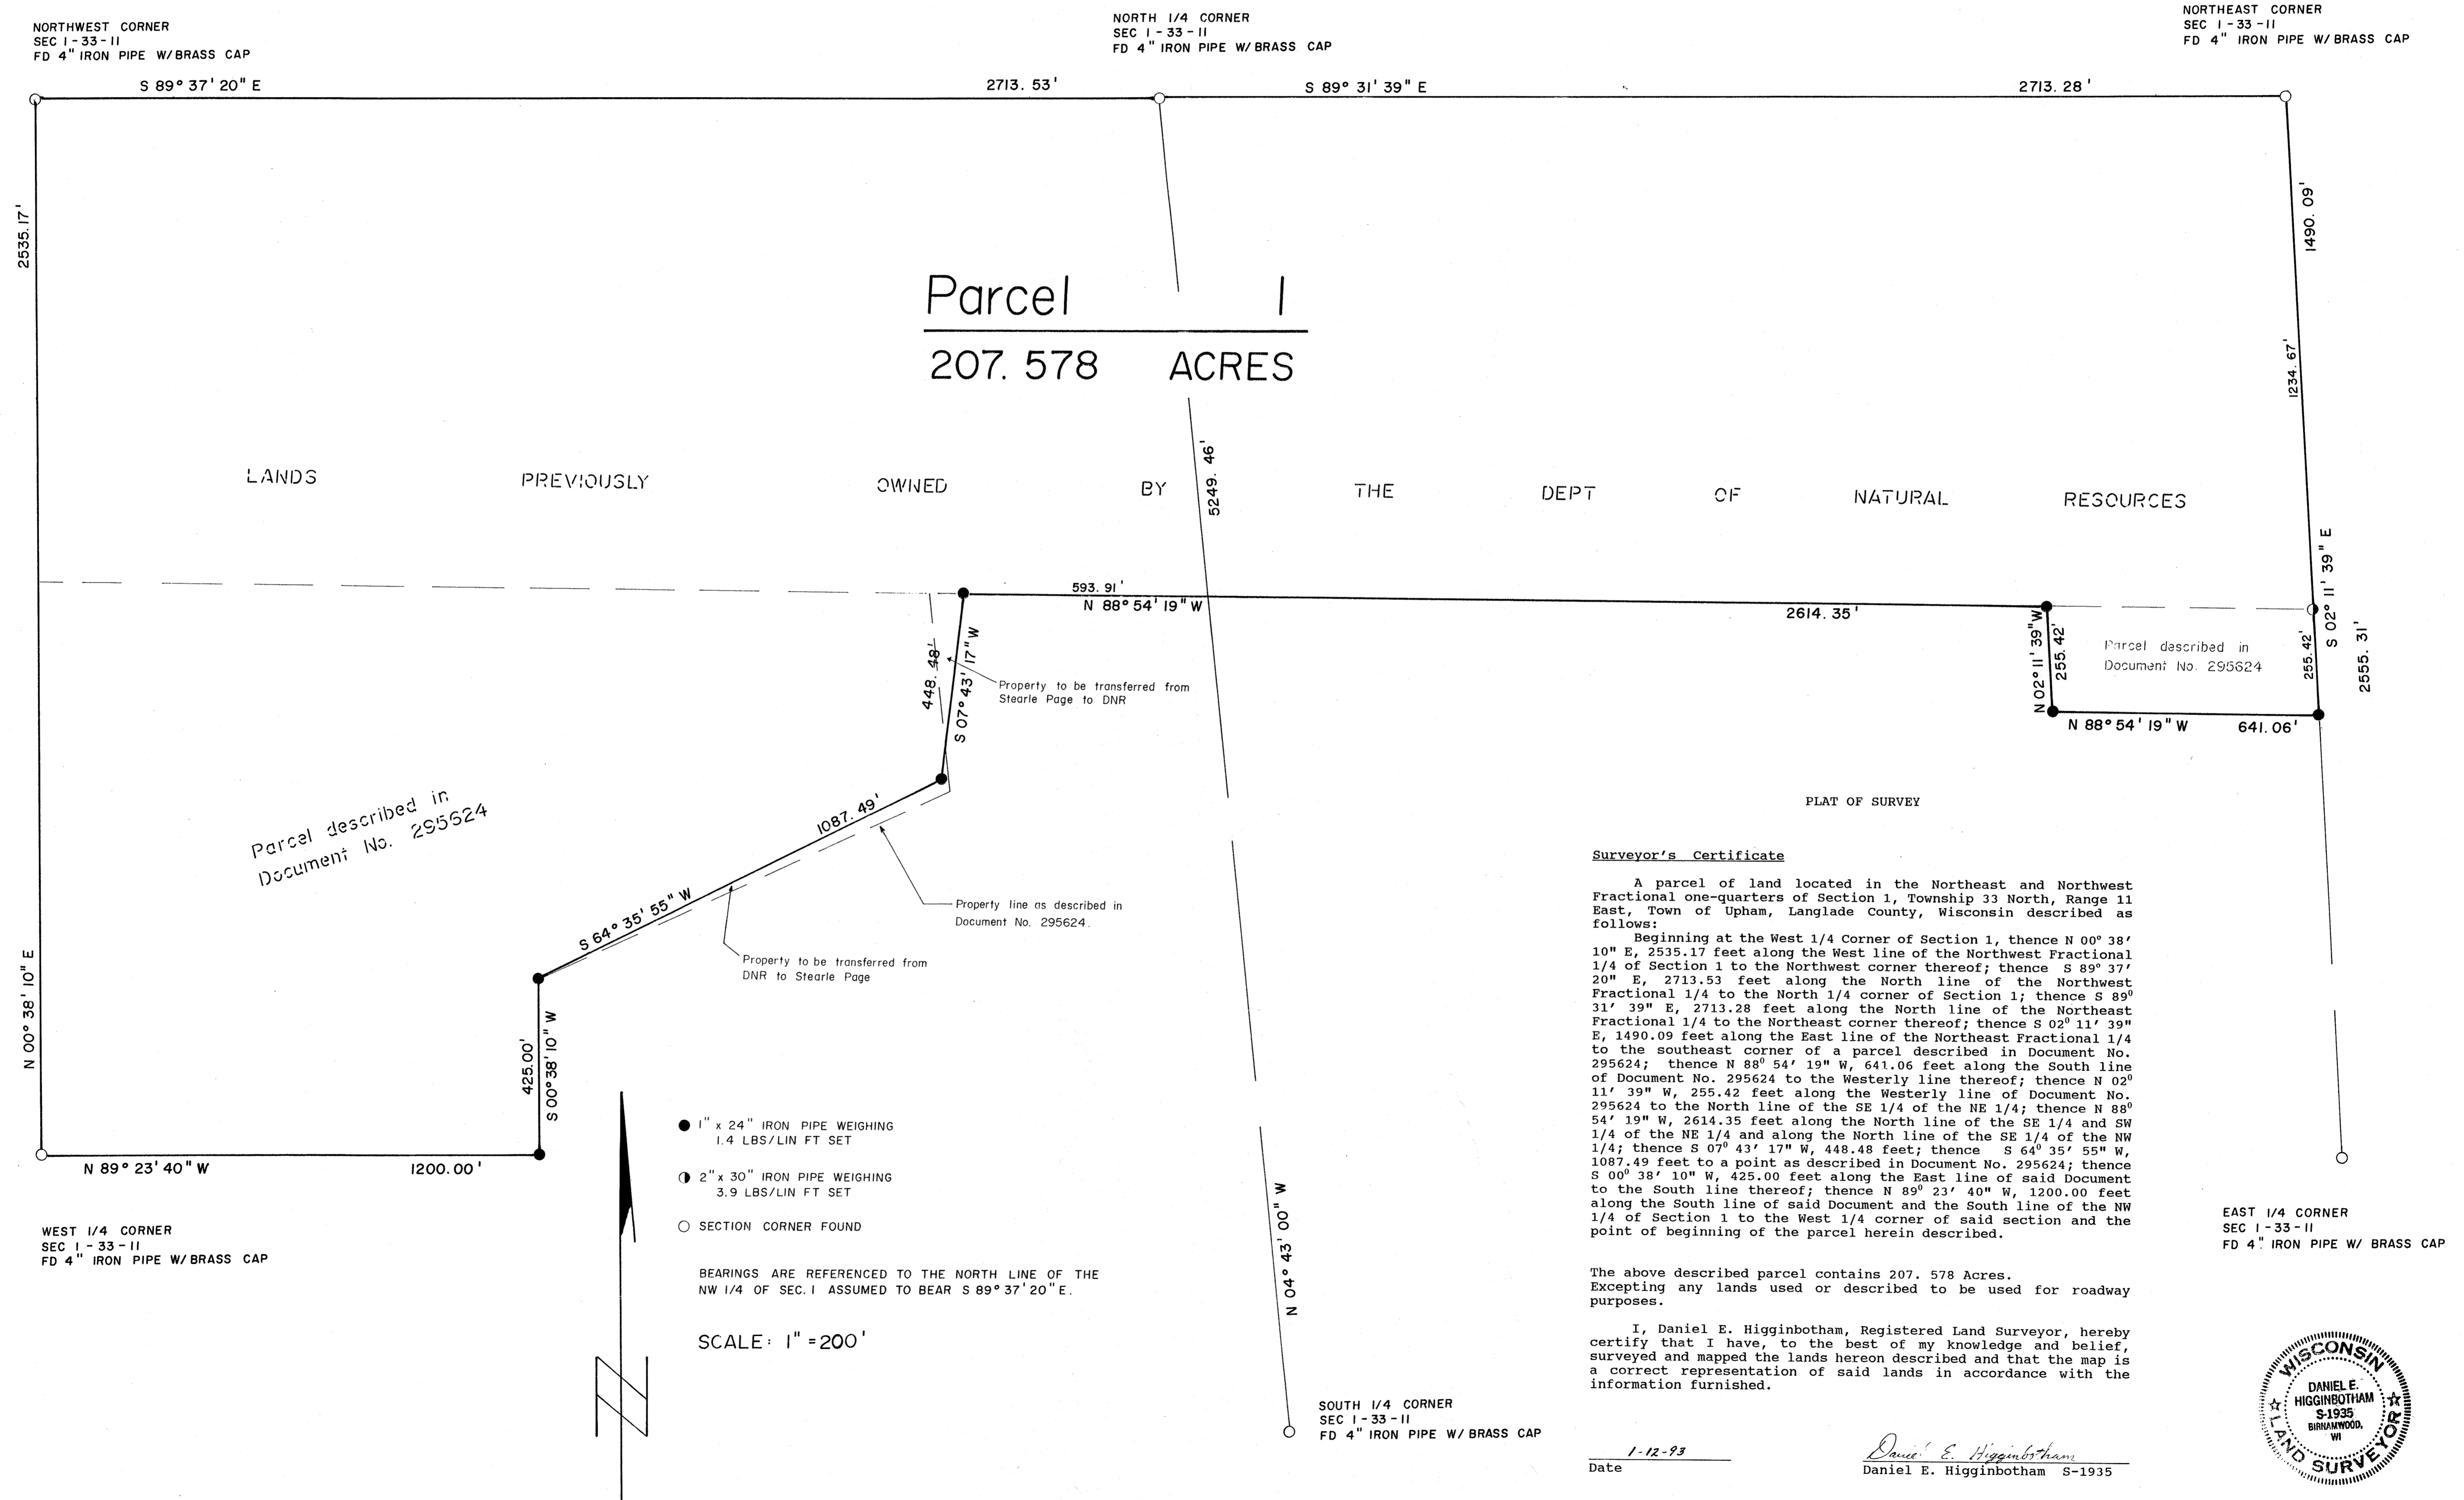 NORTHWEST CORNER
SEC 1-33-11
FD 4" IRON PIPE W/BRASS CAP
NORTH 1/4 CORNER
SEC 1-33-11
FD 4" IRON PIPE W/BRASS CAP
NORTHEAST CORNER
SEC 1-33-11
FD 4" IRON PIPE W/BRASS CAP
S 89° 37' 20" E
2713.53'
S 89° 31' 39" E
2713.28'
2535.17'
1490.09'
1234.67'
Parcel 1
207.578 ACRES
5249.46'
LANDS PREVIOUSLY OWNED BY THE DEPT OF NATURAL RESOURCES
S 02° 11' 39" E
2555.31'
593.91'
N 88° 54' 19" W
2614.35'
N 02° 11' 39" W
255.42'
Parcel described in
Document No. 295624
255.42'
N 88° 54' 19" W
641.06'
448.48'
S 07° 43' 17" W
Property to be transferred from
Stearle Page to DNR
1087.49'
S 64° 35' 55" W
Parcel described in
Document No. 295624
Property line as described in
Document No. 295624.
Property to be transferred from
DNR to Stearle Page
N 00° 38' 10" E
425.00'
S 00° 38' 10" W
N 89° 23' 40" W
1200.00'
WEST 1/4 CORNER
SEC 1-33-11
FD 4" IRON PIPE W/BRASS CAP
1" x 24" IRON PIPE WEIGHING
1.4 LBS/LIN FT SET
2" x 30" IRON PIPE WEIGHING
3.9 LBS/LIN FT SET
SECTION CORNER FOUND
BEARINGS ARE REFERENCED TO THE NORTH LINE OF THE
NW 1/4 OF SEC. 1 ASSUMED TO BEAR S 89° 37' 20" E.
SCALE: 1" = 200'
N
N 04° 43' 00" W
SOUTH 1/4 CORNER
SEC 1-33-11
FD 4" IRON PIPE W/BRASS CAP
EAST 1/4 CORNER
SEC 1-33-11
FD 4" IRON PIPE W/ BRASS CAP
PLAT OF SURVEY
Surveyor's Certificate
A parcel of land located in the Northeast and Northwest
Fractional one-quarters of Section 1, Township 33 North, Range 11
East, Town of Upham, Langlade County, Wisconsin described as
follows:
Beginning at the West 1/4 Corner of Section 1, thence N 00° 38'
10" E, 2535.17 feet along the West line of the Northwest Fractional
1/4 of Section 1 to the Northwest corner thereof; thence S 89° 37'
20" E, 2713.53 feet along the North line of the Northwest
Fractional 1/4 to the North 1/4 corner of Section 1; thence S 89°
31' 39" E, 2713.28 feet along the North line of the Northeast
Fractional 1/4 to the Northeast corner thereof; thence S 02° 11' 39"
E, 1490.09 feet along the East line of the Northeast Fractional 1/4
to the southeast corner of a parcel described in Document No.
295624; thence N 88° 54' 19" W, 641.06 feet along the South line
of Document No. 295624 to the Westerly line thereof; thence N 02°
11' 39" W, 255.42 feet along the Westerly line of Document No.
295624 to the North line of the SE 1/4 of the NE 1/4; thence N 88°
54' 19" W, 2614.35 feet along the North line of the SE 1/4 and SW
1/4 of the NE 1/4 and along the North line of the SE 1/4 of the NW
1/4; thence S 07° 43' 17" W, 448.48 feet; thence S 64° 35' 55" W,
1087.49 feet to a point as described in Document No. 295624; thence
S 00° 38' 10" W, 425.00 feet along the East line of said Document
to the South line thereof; thence N 89° 23' 40" W, 1200.00 feet
along the South line of said Document and the South line of the NW
1/4 of Section 1 to the West 1/4 corner of said section and the
point of beginning of the parcel herein described.
The above described parcel contains 207. 578 Acres.
Excepting any lands used or described to be used for roadway
purposes.
I, Daniel E. Higginbotham, Registered Land Surveyor, hereby
certify that I have, to the best of my knowledge and belief,
surveyed and mapped the lands hereon described and that the map is
a correct representation of said lands in accordance with the
information furnished.
1-12-93
Date
Daniel E. Higginbotham
Daniel E. Higginbotham S-1935
WISCONSIN
DANIEL E.
HIGGINBOTHAM
S-1935
BIRNAMWOOD,
WI
LAND SURVEYOR